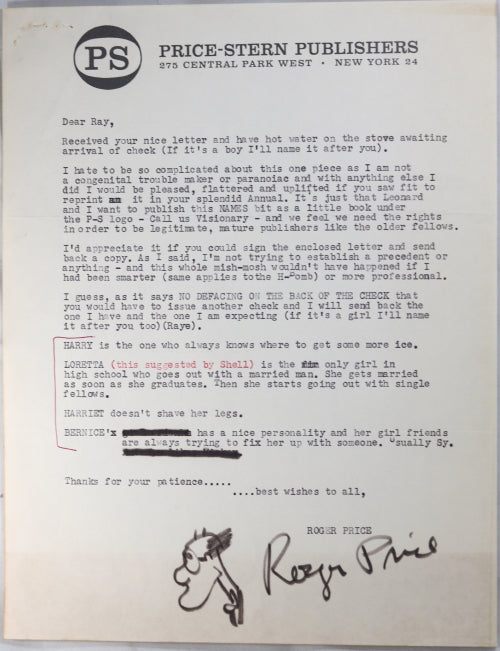 PS
PRICE-STERN PUBLISHERS
275 CENTRAL PARK WEST • NEW YORK 24
Dear Ray,
Received your nice letter and have hot water on the stove awaiting
arrival of check (If it's a boy I'll name it after you).
I hate to be so complicated about this one piece as I am not
a congenital trouble maker or paranoiac and with anything else I
did I would be pleased, flattered and uplifted if you saw fit to
reprint it in your splendid Annual. It's just that Leonard
and I want to publish this NAMES bit as a little book under
the P-S logo - Call us Visionary - and we feel we need the rights
in order to be legitimate, mature publishers like the older fellows.
I'd appreciate it if you could sign the enclosed letter and send
back a copy. As I said, I'm not trying to establish a precedent or
anything - and this whole mish-mosh wouldn't have happened if I
had been smarter (same applies tothe H-Bomb) or more professional.
I guess, as it says NO DEFACING ON THE BACK OF THE CHECK that
you would have to issue another check and I will send back the
one I have and the one I am expecting (if it's a girl I'll name
it after you too)(Raye).
HARRY is the one who always knows where to get some more ice.
LORETTA (this suggested by Shell) is the only girl in
high school who goes out with a married man. She gets married
as soon as she graduates. Then she starts going out with single
fellows.
HARRIET doesn't shave her legs.
BERNICE'x has a nice personality and her girl friends
are always trying to fix her up with someone. "sually Sy.
Thanks for your patience.....
....best wishes to all,
ROGER PRICE
Roger Price